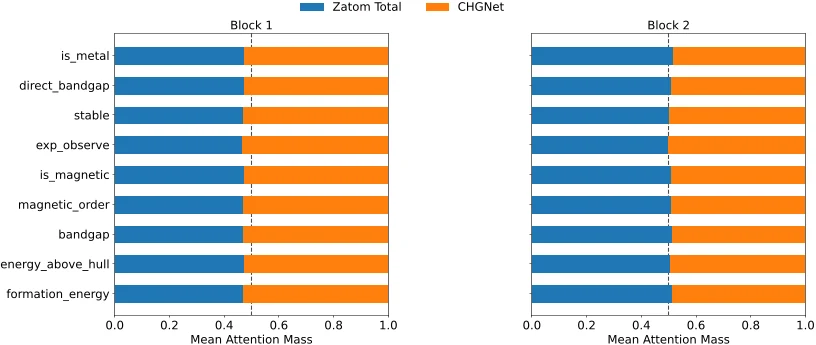 Zatom Total CHGNet
Block 1
Block 2
is_metal
direct_bandgap
stable
exp_observe
is_magnetic
magnetic_order
bandgap
energy_above_hull
formation_energy
0.0 0.2 0.4 0.6 0.8 1.0
0.0 0.2 0.4 0.6 0.8 1.0
Mean Attention Mass
Mean Attention Mass